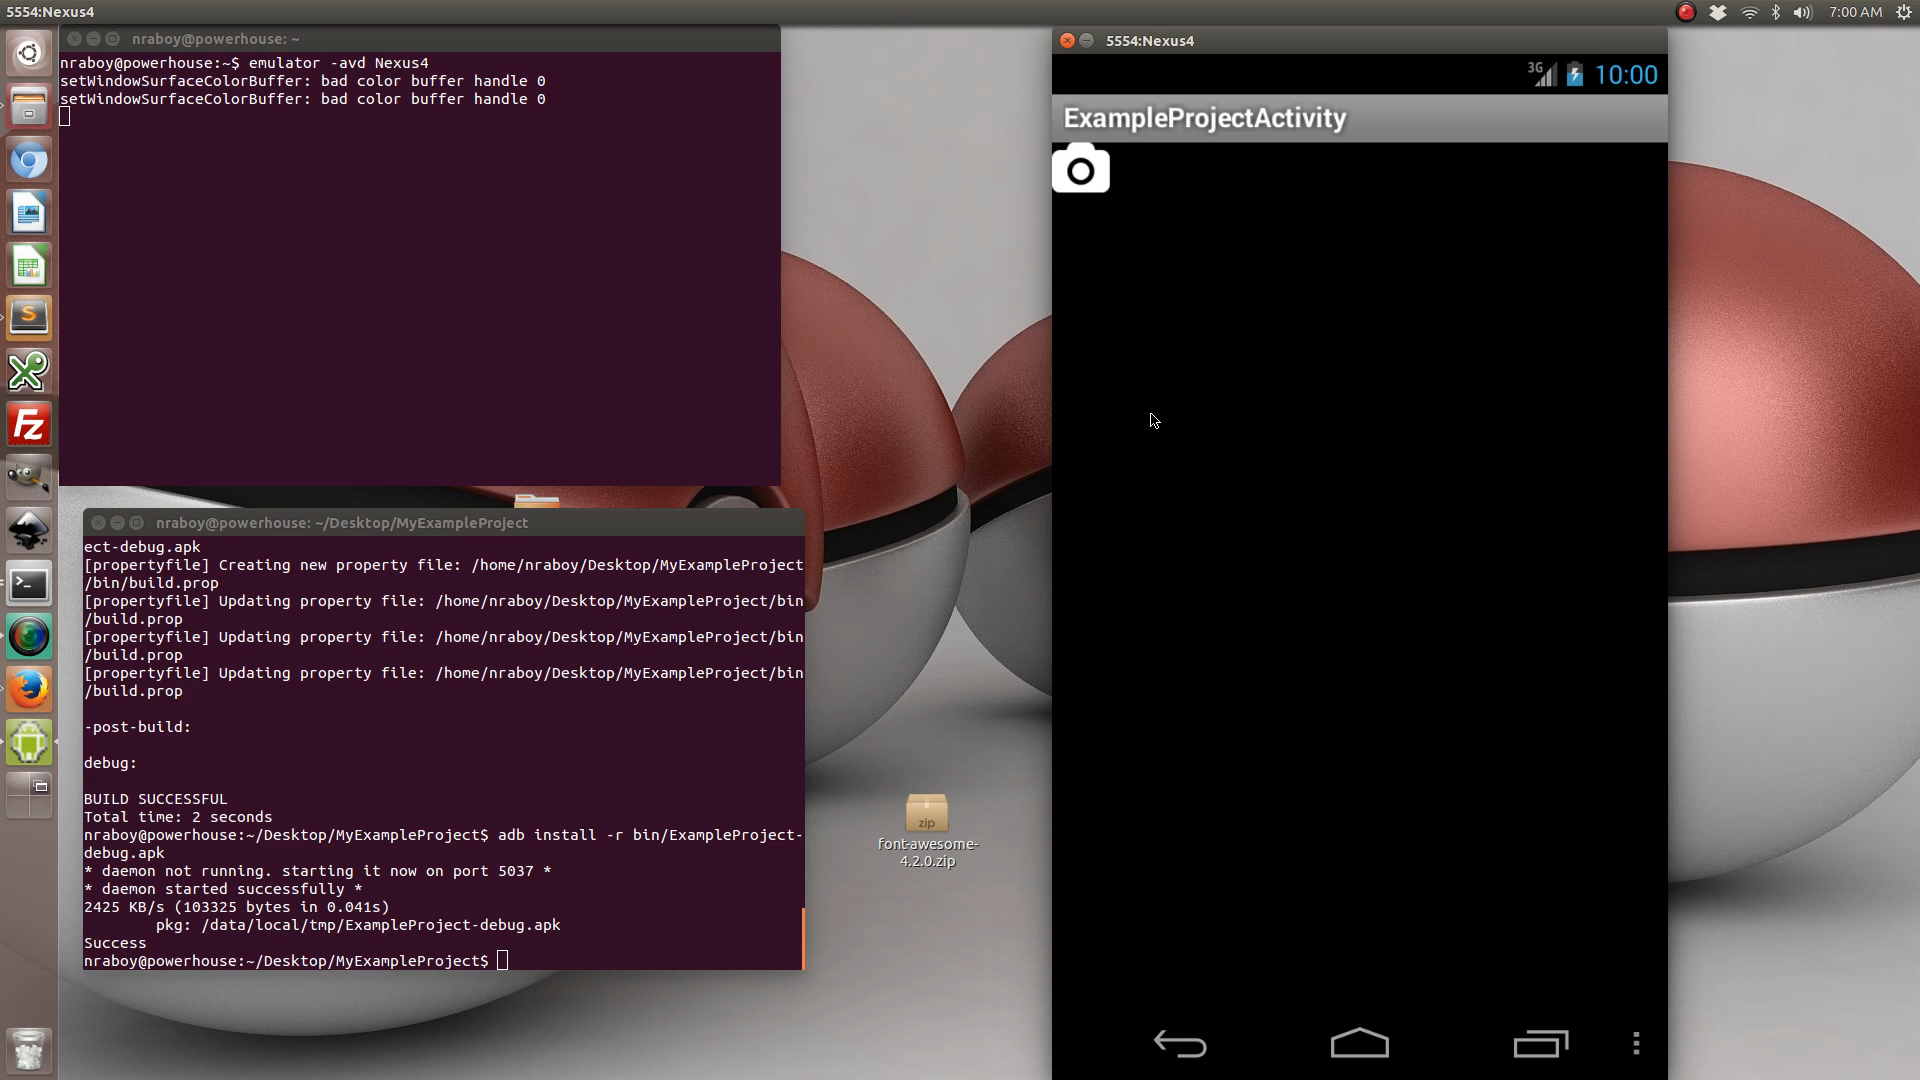 5554:Nexus4
7:00 AM
nraboy@powerhouse: ~
nraboy@powerhouse:~$ emulator -avd Nexus4
setWindowSurfaceColorBuffer: bad color buffer handle 0
setWindowSurfaceColorBuffer: bad color buffer handle 0
nraboy@powerhouse: ~/Desktop/MyExampleProject
ect-debug.apk
[propertyfile] Creating new property file: /home/nraboy/Desktop/MyExampleProject
/bin/build.prop
[propertyfile] Updating property file: /home/nraboy/Desktop/MyExampleProject/bin
/build.prop
[propertyfile] Updating property file: /home/nraboy/Desktop/MyExampleProject/bin
/build.prop
[propertyfile] Updating property file: /home/nraboy/Desktop/MyExampleProject/bin
/build.prop
-post-build:
debug:
BUILD SUCCESSFUL
Total time: 2 seconds
nraboy@powerhouse:~/Desktop/MyExampleProject$ adb install -r bin/ExampleProject-
debug.apk
* daemon not running. starting it now on port 5037 *
* daemon started successfully *
2425 KB/s (103325 bytes in 0.041s)
pkg: /data/local/tmp/ExampleProject-debug.apk
Success
nraboy@powerhouse:~/Desktop/MyExampleProject$
zip
font-awesome-
4.2.0.zip
5554:Nexus4
3G
10:00
ExampleProjectActivity
S
Fz
>_